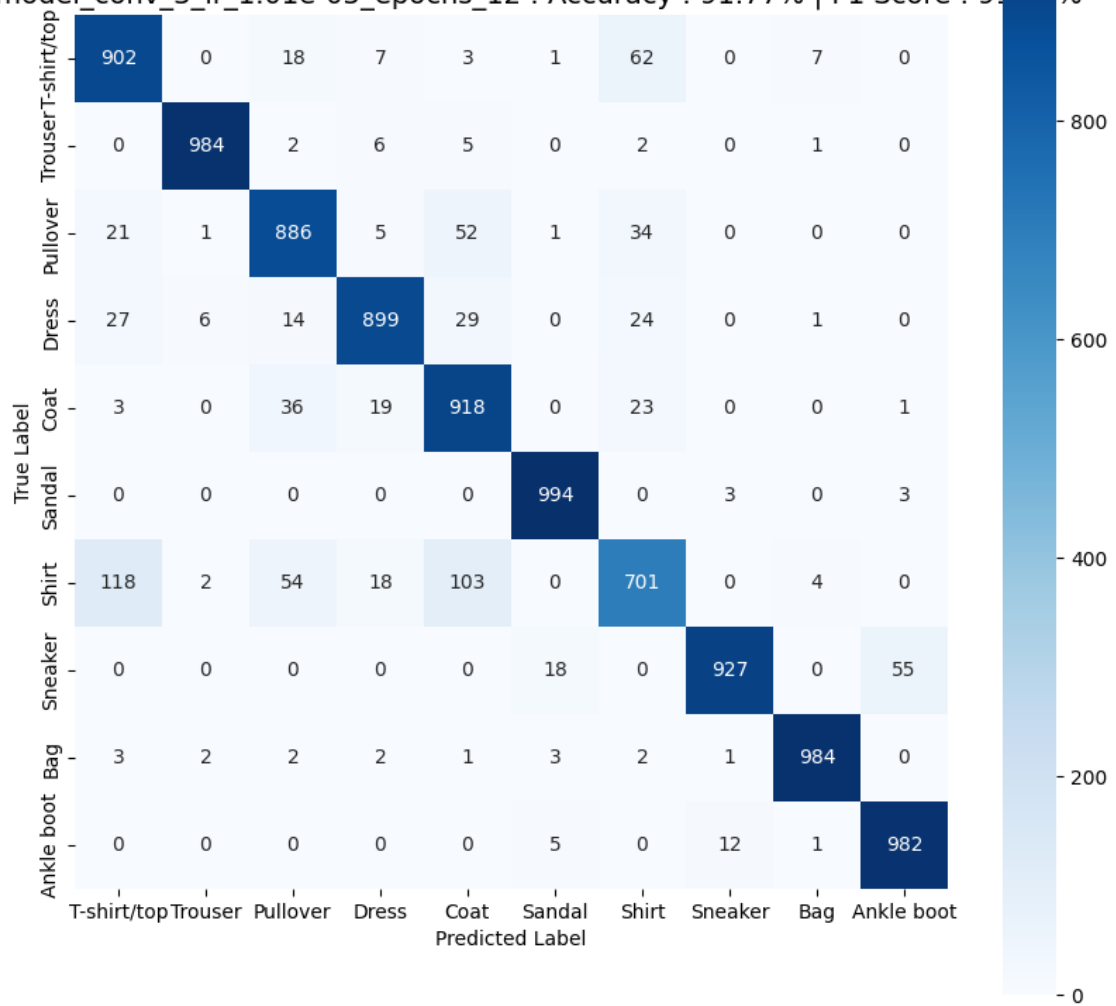 Accuracy : 91.77% | F1 Score :
T-shirt/top 902 0 18 7 3 1 62 0 7 0
Trouser 0 984 2 6 5 0 2 0 1 0
Pullover 21 1 886 5 52 1 34 0 0 0
Dress 27 6 14 899 29 0 24 0 1 0
Coat 3 0 36 19 918 0 23 0 0 1
Sandal 0 0 0 0 0 994 0 3 0 3
Shirt 118 2 54 18 103 0 701 0 4 0
Sneaker 0 0 0 0 0 18 0 927 0 55
Bag 3 2 2 2 1 3 2 1 984 0
Ankle boot 0 0 0 0 0 5 0 12 1 982
T-shirt/top Trouser Pullover Dress Coat Sandal Shirt Sneaker Bag Ankle boot
Predicted Label
True Label
800
600
400
200
0